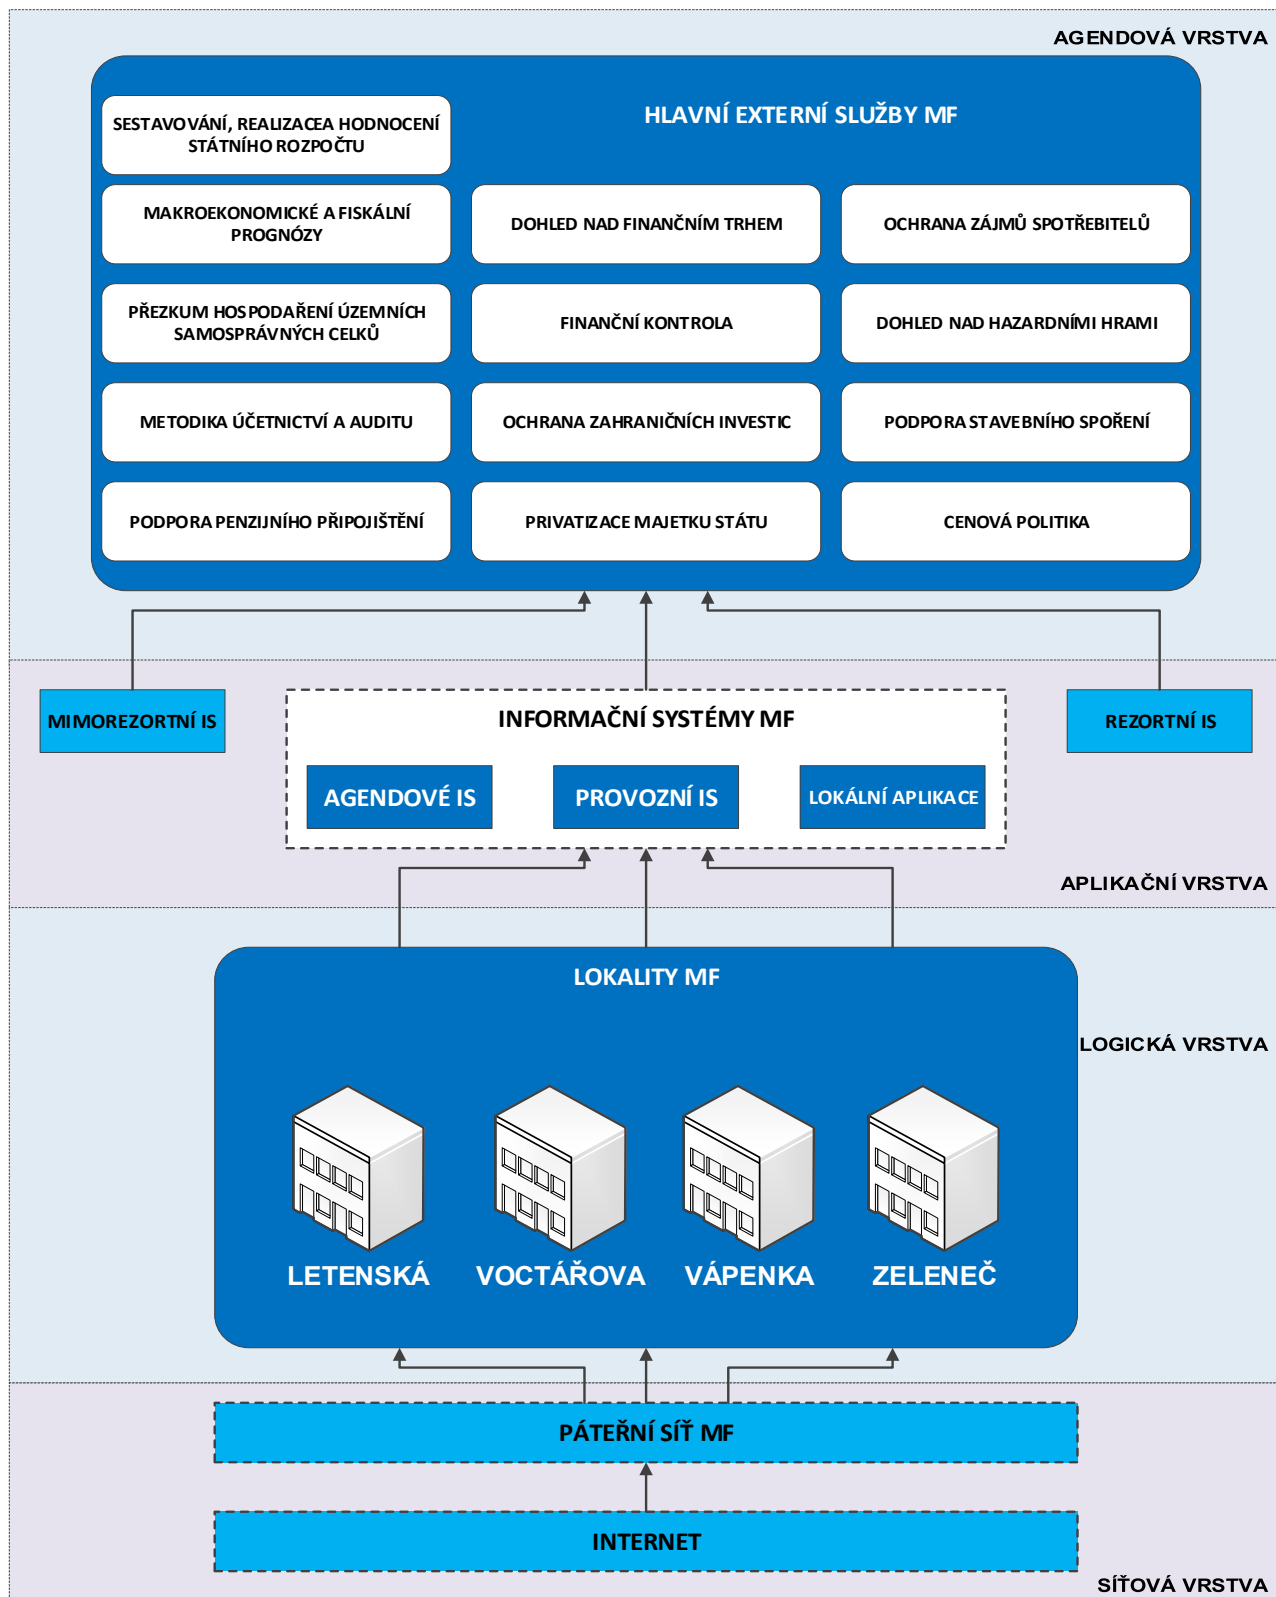 AGENDOVÁ VRSTVA
HLAVNÍ EXTERNÍ SLUŽBY MF
SESTAVOVÁNÍ, REALIZACEA HODNOCENÍ
STÁTNÍHO ROZPOČTU
MAKROEKONOMICKÉ A FISKÁLNÍ
PROGNÓZY
DOHLED NAD FINANČNÍM TRHEM
OCHRANA ZÁJMŮ SPOTŘEBITELŮ
PŘEZKUM HOSPODAŘENÍ ÚZEMNÍCH
SAMOSPRÁVNÝCH CELKŮ
FINANČNÍ KONTROLA
DOHLED NAD HAZARDNÍMI HRAMI
METODIKA ÚČETNICTVÍ A AUDITU
OCHRANA ZAHRANIČNÍCH INVESTIC
PODPORA STAVEBNÍHO SPOŘENÍ
PODPORA PENZIJNÍHO PŘIPOJIŠTĚNÍ
PRIVATIZACE MAJETKU STÁTU
CENOVÁ POLITIKA
MIMOREZORTNÍ IS
INFORMAČNÍ SYSTÉMY MF
REZORTNÍ IS
AGENDOVÉ IS
PROVOZNÍ IS
LOKÁLNÍ APLIKACE
APLIKAČNÍ VRSTVA
LOKALITY MF
LOGICKÁ VRSTVA
LETENSKÁ
VOCTÁŘOVA
VÁPENKA
ZELENEČ
PÁTEŘNÍ SÍŤ MF
INTERNET
SÍŤOVÁ VRSTVA